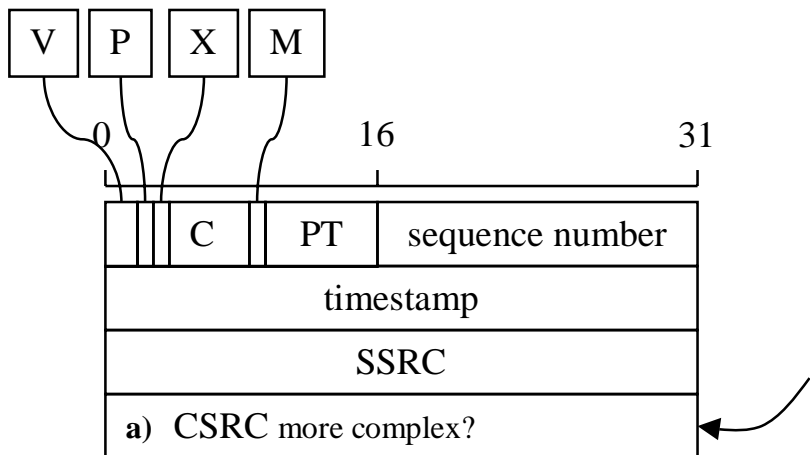 V P X M
0 16 31
C PT sequence number
timestamp
SSRC
a) CSRC more complex?